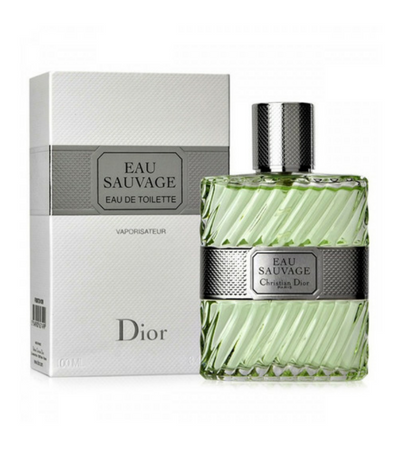 EAU
SAUVAGE
EAU DE TOILETTE
VAPORISATEUR
Dior
EAU
SAUVAGE
Christian Dior
PARIS